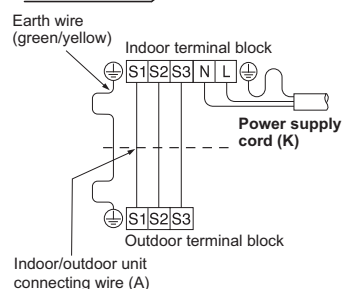 Earth wire
(green/yellow)
Indoor terminal block
S1 S2 S3 N L
Power supply
cord (K)
S1 S2 S3
Outdoor terminal block
Indoor/outdoor unit
connecting wire (A)